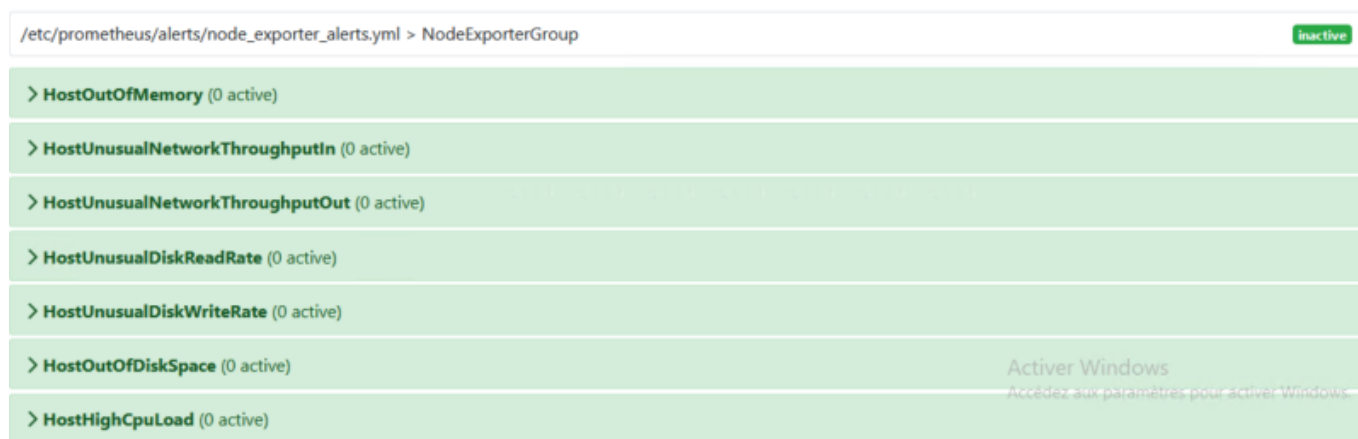 /etc/prometheus/alerts/node_exporter_alerts.yml > NodeExporterGroup
inactive
HostOutOfMemory (0 active)
HostUnusualNetworkThroughputIn (0 active)
HostUnusualNetworkThroughputOut (0 active)
HostUnusualDiskReadRate (0 active)
HostUnusualDiskWriteRate (0 active)
HostOutOfDiskSpace (0 active)
Activer Windows
Accédez aux paramètres pour activer Windows.
HostHighCpuLoad (0 active)